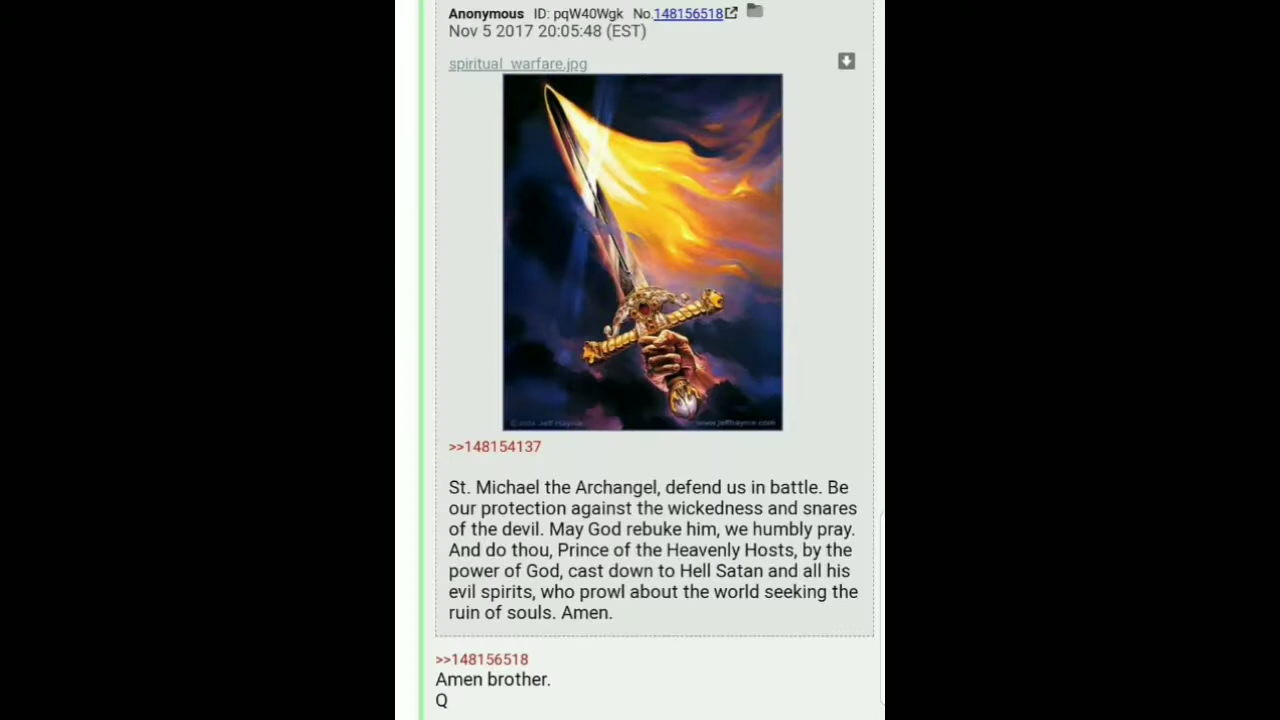 Anonymous ID: pqW40Wgk No.148156518
Nov 5 2017 20:05:48 (EST)
spiritual_warfare.jpg
www.jeffhaynie.com
>>148154137
St. Michael the Archangel, defend us in battle. Be
our protection against the wickedness and snares
of the devil. May God rebuke him, we humbly pray.
And do thou, Prince of the Heavenly Hosts, by the
power of God, cast down to Hell Satan and all his
evil spirits, who prowl about the world seeking the
ruin of souls. Amen.
>>148156518
Amen brother.
Q